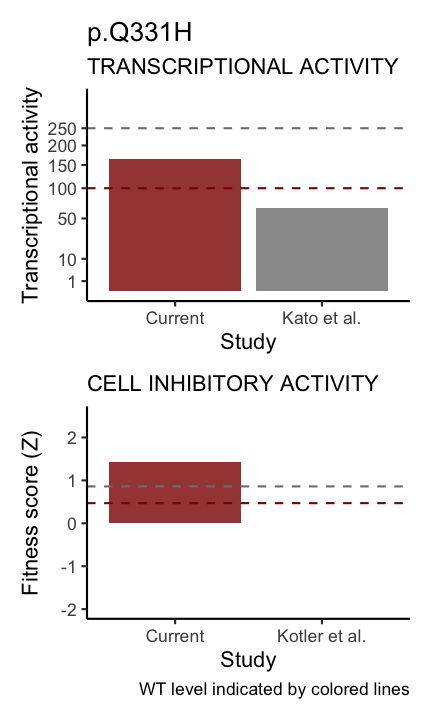 p.Q331H
TRANSCRIPTIONAL ACTIVITY
Transcriptional activity
250
200
150
100
50
10
1
Current
Kato et al.
Study
CELL INHIBITORY ACTIVITY
Fitness score (Z)
2
1
0
-1
-2
Current
Kotler et al.
Study
WT level indicated by colored lines